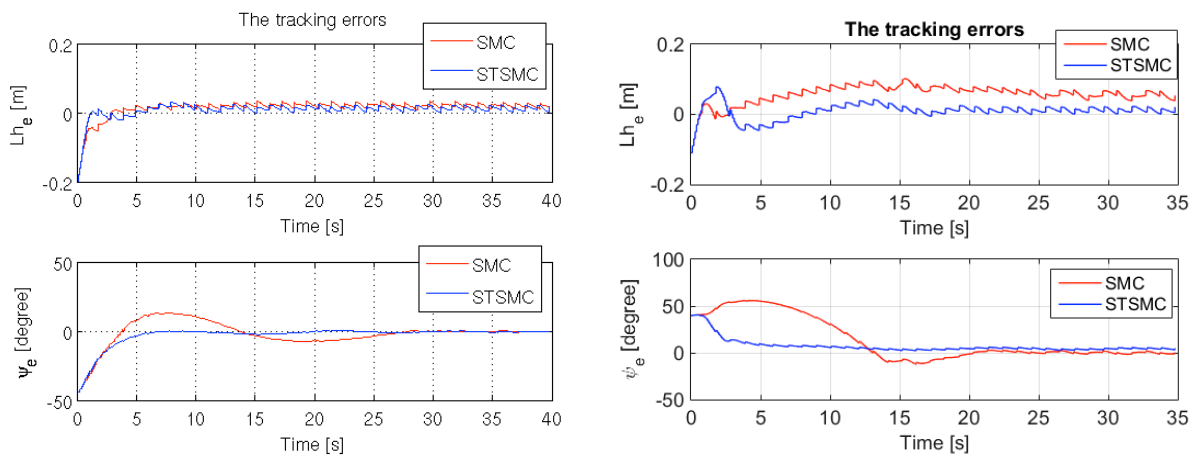 The tracking errors
SMC
STSMC
0.2
0
-0.2
Lh_e [m]
0 5 10 15 20 25 30 35 40
Time [s]
SMC
STSMC
50
0
-50
ψ_e [degree]
0 5 10 15 20 25 30 35 40
Time [s]
The tracking errors
SMC
STSMC
0.2
0
-0.2
Lh_e [m]
0 5 10 15 20 25 30 35
Time [s]
SMC
STSMC
100
50
0
-50
ψ_e [degree]
0 5 10 15 20 25 30 35
Time [s]